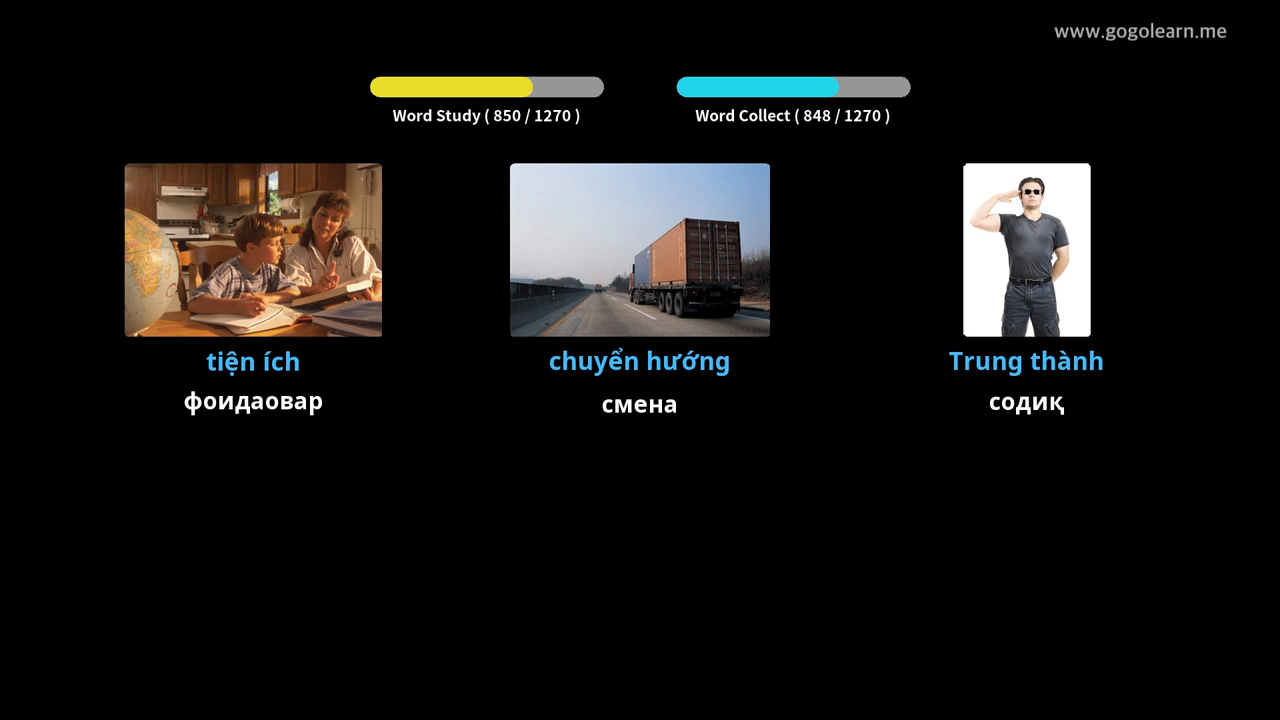 www.gogolearn.me
Word Study ( 850 / 1270 )
Word Collect ( 848 / 1270 )
tiện ích
chuyển hướng
Trung thành
фоидаовар
смена
содиқ